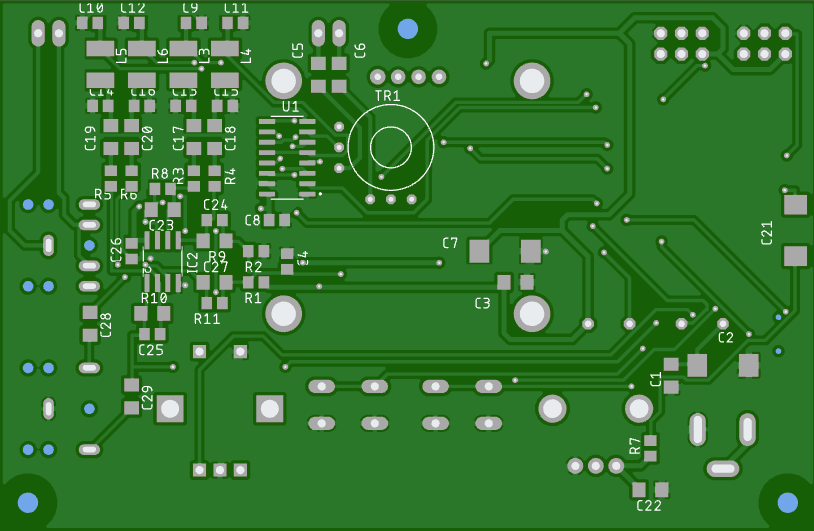 C10 C12 C9 C11
L5 L6 L3 L4 C5 C6
C14 C16 C13 C15 TR1
U1
C19 C20 C17 C18
R8 R3 R4
R5 R6
C24
C23 C8 C21
C26 IC2 R9 C4 C7
C27 R2
R10 R1 C3
R11
C28
C25 C2
C1
C29
R7
C22